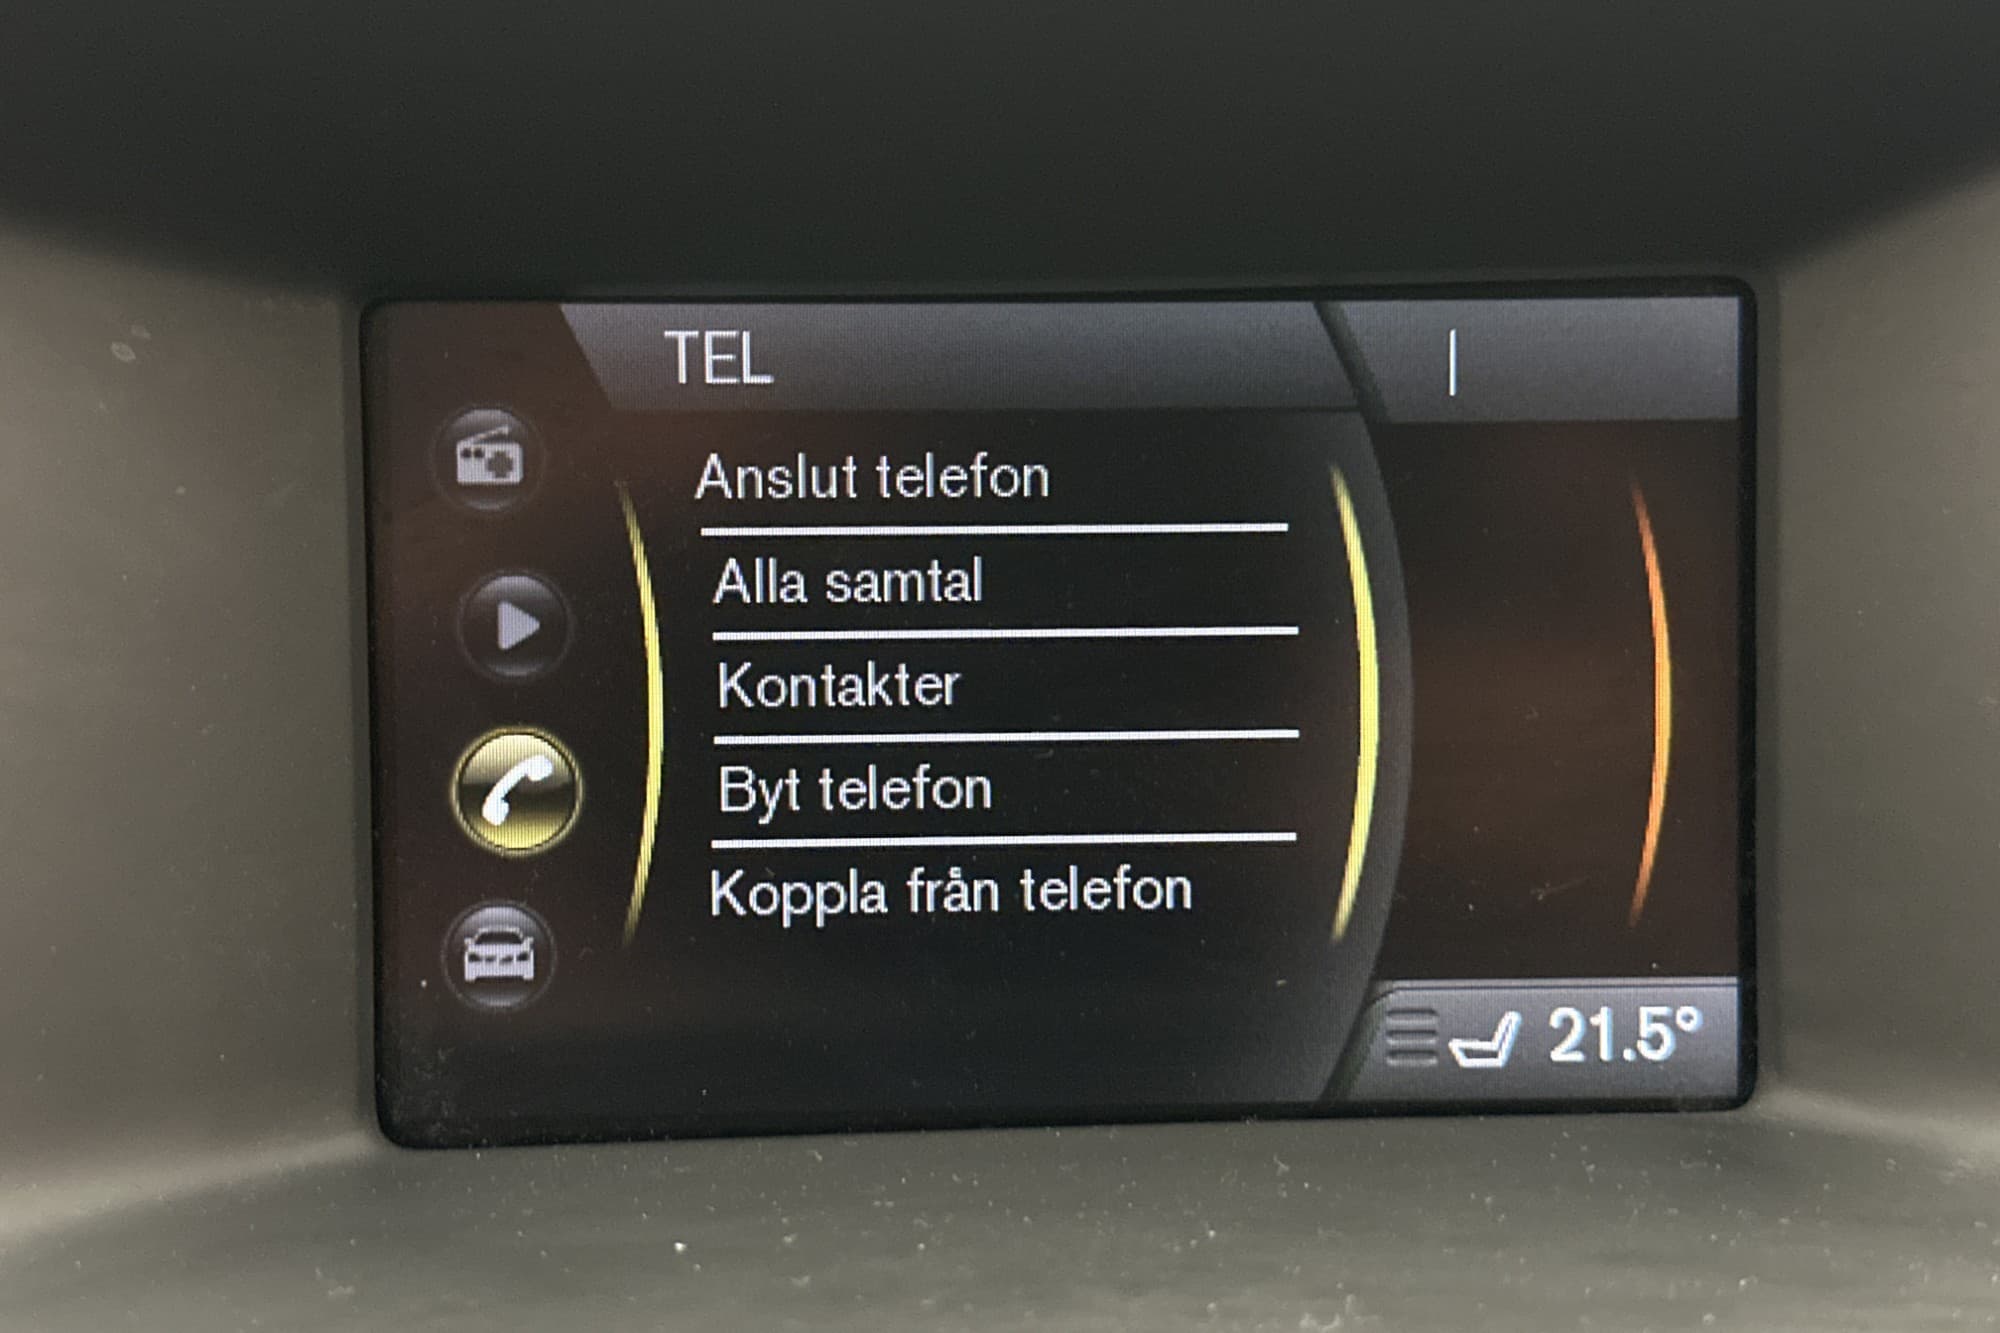 TEL
Anslut telefon
Alla samtal
Kontakter
Byt telefon
Koppla från telefon
21.5°